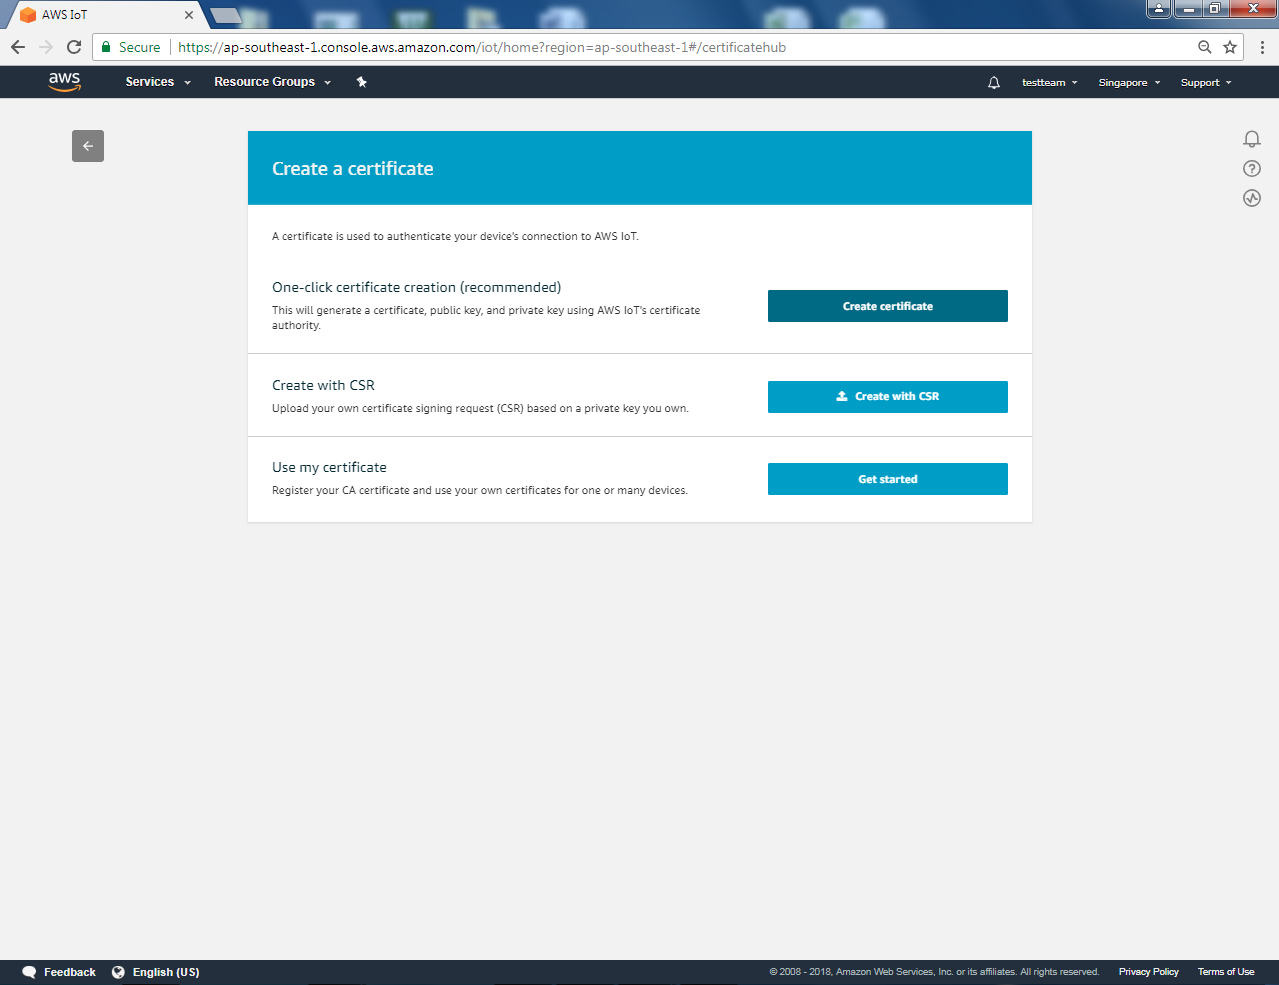 AWS IoT
Secure https://ap-southeast-1.console.aws.amazon.com/iot/home?region=ap-southeast-1#/certificatehub
aws Services Resource Groups testteam Singapore Support
Create a certificate
A certificate is used to authenticate your device's connection to AWS IoT.
One-click certificate creation (recommended)
This will generate a certificate, public key, and private key using AWS IoT's certificate
authority.
Create certificate
Create with CSR
Upload your own certificate signing request (CSR) based on a private key you own.
Create with CSR
Use my certificate
Register your CA certificate and use your own certificates for one or many devices.
Get started
Feedback English (US) © 2008 - 2018, Amazon Web Services, Inc. or its affiliates. All rights reserved. Privacy Policy Terms of Use